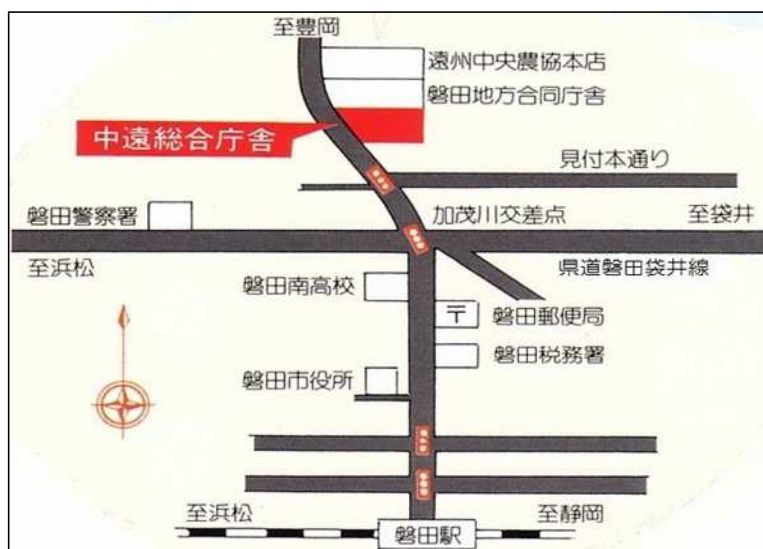 至豊岡
遠州中央農協本店
磐田地方合同庁舎
中遠総合庁舎
見付本通り
磐田警察署
加茂川交差点
至袋井
至浜松
県道磐田袋井線
磐田南高校
〒
磐田郵便局
磐田税務署
磐田市役所
至浜松
至静岡
磐田駅